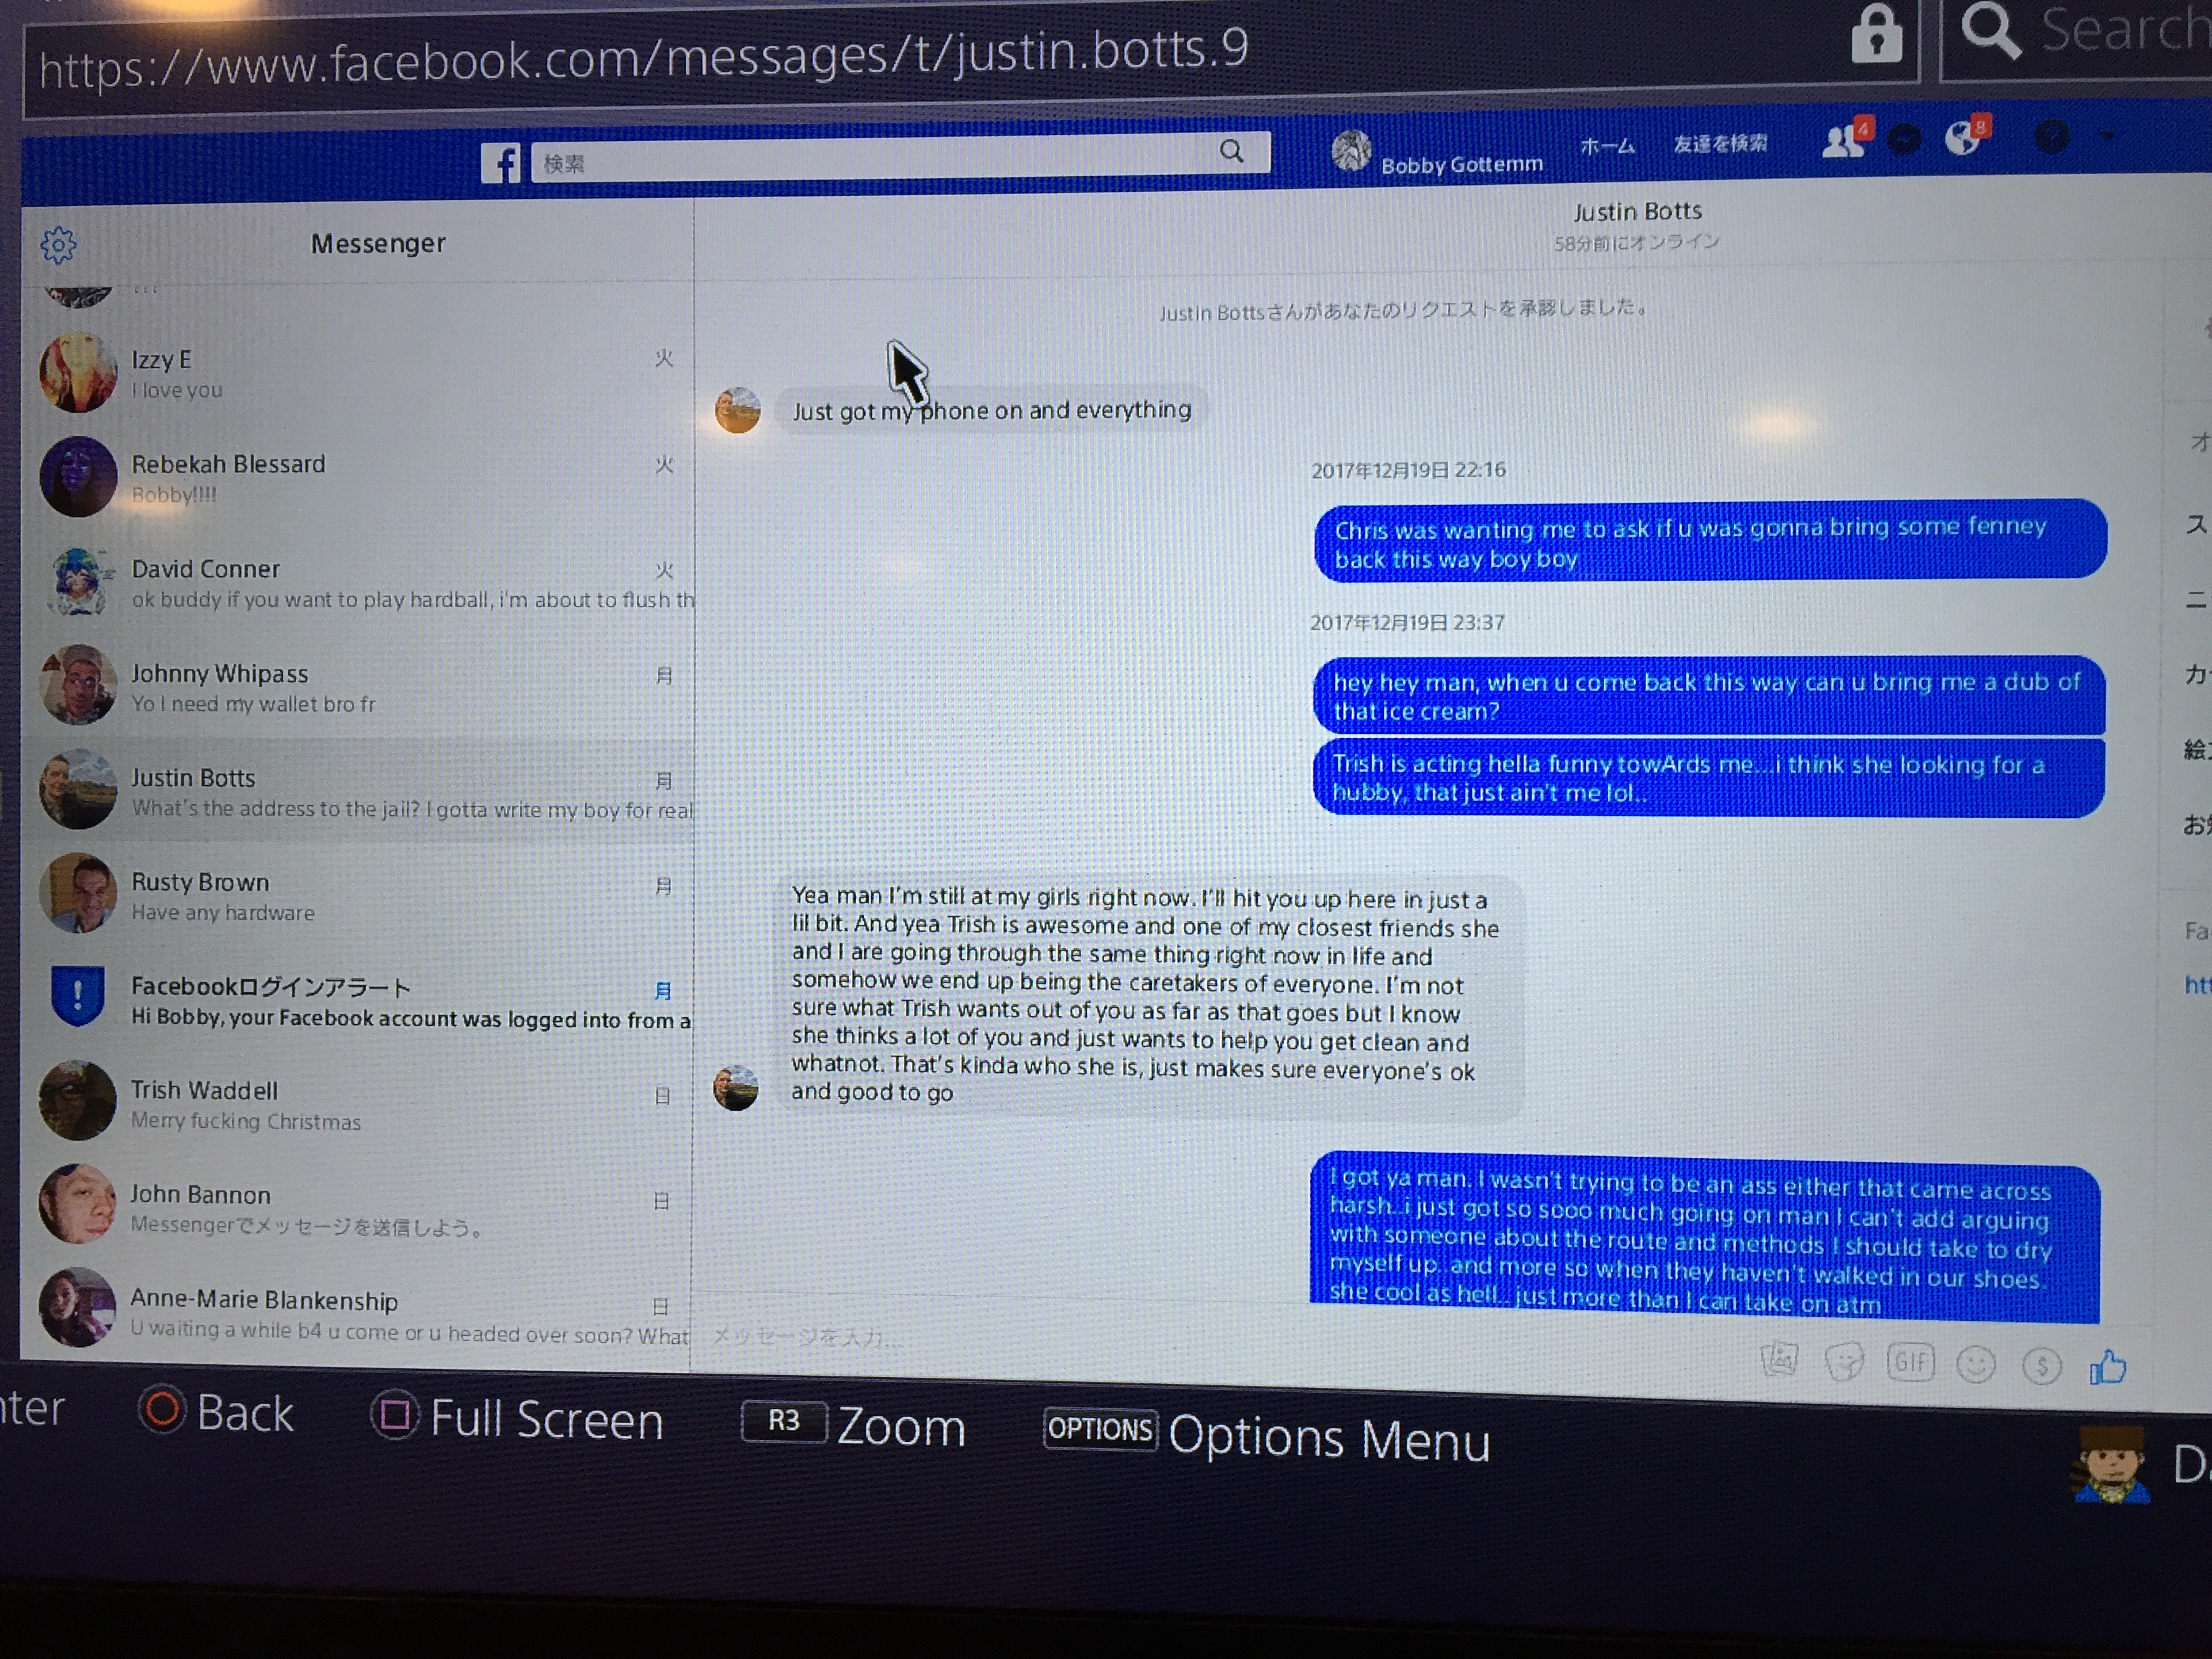 https://www.facebook.com/messages/t/justin.botts.9
Search
検索
Bobby Gottemm
ホーム
友達を検索
4
8
Messenger
Justin Botts
58分前にオンライン
Izzy E
火
I love you
Rebekah Blessard
火
Bobby!!!!
David Conner
火
ok buddy if you want to play hardball, i'm about to flush th
Johnny Whipass
月
Yo I need my wallet bro fr
Justin Botts
月
What's the address to the jail? I gotta write my boy for real
Rusty Brown
月
Have any hardware
Facebookログインアラート
月
Hi Bobby, your Facebook account was logged into from a
Trish Waddell
日
Merry fucking Christmas
John Bannon
日
Messengerでメッセージを送信しよう。
Anne-Marie Blankenship
日
U waiting a while b4 u come or u headed over soon? What
Justin Bottsさんがあなたのリクエストを承認しました。
Just got my phone on and everything
2017年12月19日 22:16
Chris was wanting me to ask if u was gonna bring some fenney
back this way boy boy
2017年12月19日 23:37
hey hey man, when u come back this way can u bring me a dub of
that ice cream?
Trish is acting hella funny towArds me...i think she looking for a
hubby, that just ain't me lol..
Yea man I'm still at my girls right now. I'll hit you up here in just a
lil bit. And yea Trish is awesome and one of my closest friends she
and I are going through the same thing right now in life and
somehow we end up being the caretakers of everyone. I'm not
sure what Trish wants out of you as far as that goes but I know
she thinks a lot of you and just wants to help you get clean and
whatnot. That's kinda who she is, just makes sure everyone's ok
and good to go
I got ya man. I wasn't trying to be an ass either that came across
harsh..i just got so sooo much going on man I can't add arguing
with someone about the route and methods I should take to dry
myself up. and more so when they haven't walked in our shoes.
she cool as hell.. just more than I can take on atm
メッセージを入力...
GIF
$
オ
ス
ニ
カ
絵
お
Fa
htt
nter
Back
Full Screen
R3 Zoom
OPTIONS Options Menu